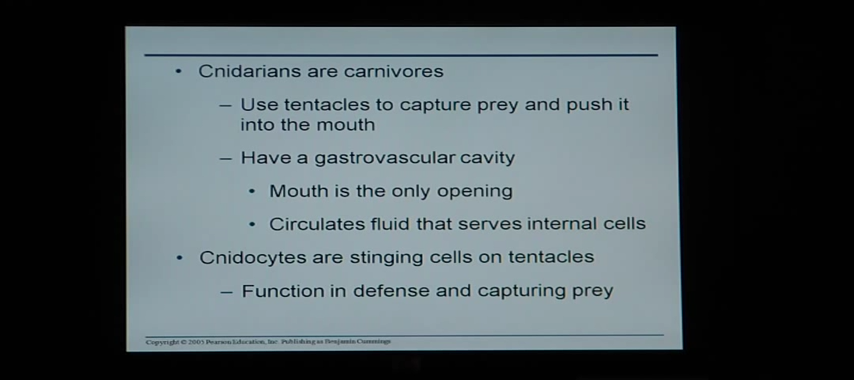 • Cnidarians are carnivores
– Use tentacles to capture prey and push it
into the mouth
– Have a gastrovascular cavity
• Mouth is the only opening
• Circulates fluid that serves internal cells
• Cnidocytes are stinging cells on tentacles
– Function in defense and capturing prey
Copyright © 2005 Pearson Education, Inc. Publishing as Benjamin Cummings